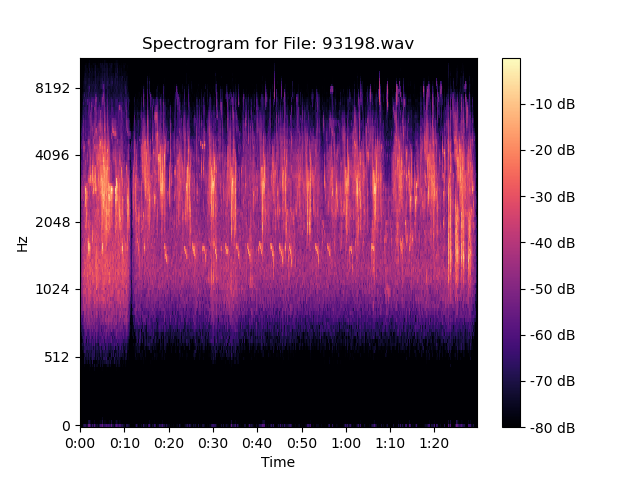 Spectrogram for File: 93198.wav
8192
4096
2048
1024
512
0
Hz
0:00 0:10 0:20 0:30 0:40 0:50 1:00 1:10 1:20
Time
-10 dB
-20 dB
-30 dB
-40 dB
-50 dB
-60 dB
-70 dB
-80 dB